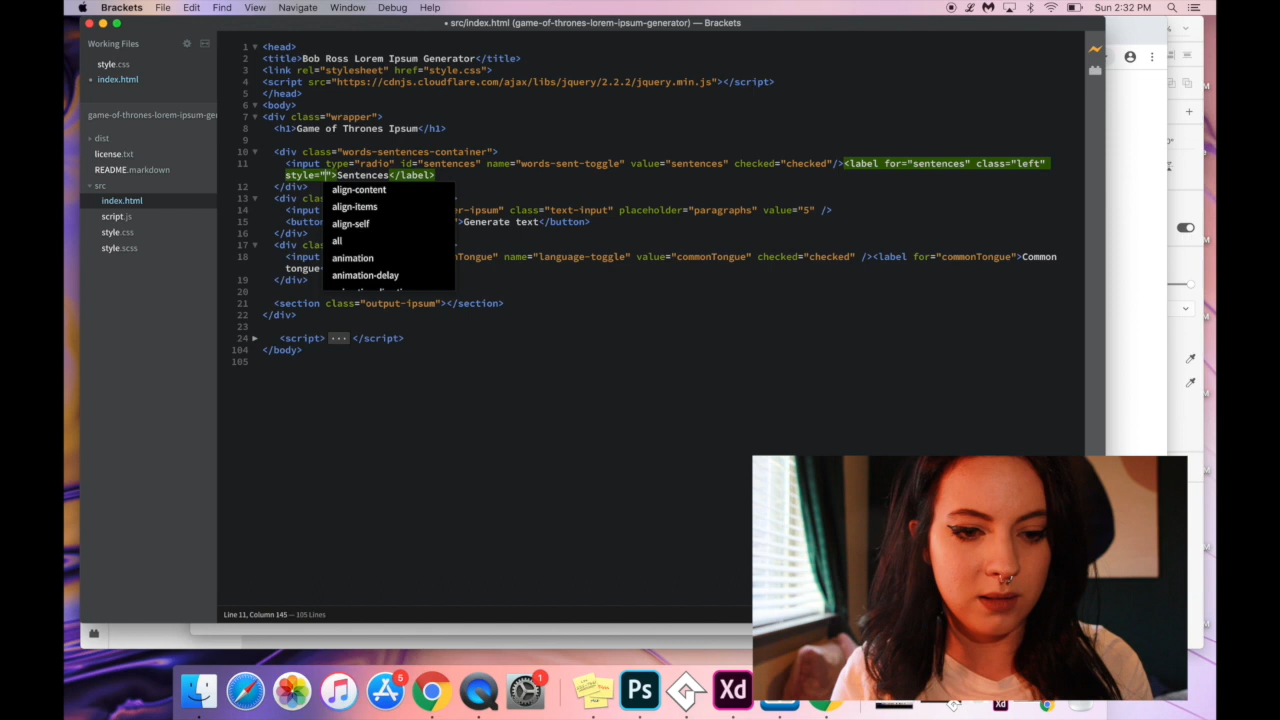 Brackets File Edit Find View Navigate Window Debug Help
Sun 2:32 PM
• src/index.html (game-of-thrones-lorem-ipsum-generator) — Brackets
Working Files
style.css
• index.html
game-of-thrones-lorem-ipsum-gen
dist
license.txt
README.markdown
src
index.html
script.js
style.css
style.scss
1 <head>
2 <title>Bob Ross Lorem Ipsum Generator</title>
3 <link rel="stylesheet" href="style.css">
4 <script src="https://cdnjs.cloudflare.com/ajax/libs/jquery/2.2.2/jquery.min.js"></script>
5 </head>
6 <body>
7 <div class="wrapper">
8 <h1>Game of Thrones Ipsum</h1>
9
10 <div class="words-sentences-container">
11 <input type="radio" id="sentences" name="words-sent-toggle" value="sentences" checked="checked"/><label for="sentences" class="left"
style="">Sentences</label>
12 </div>
13 <div clas
14 <input er-ipsum" class="text-input" placeholder="paragraphs" value="5" />
15 <button ">Generate text</button>
16 </div>
17 <div clas
18 <input onTongue" name="language-toggle" value="commonTongue" checked="checked" /><label for="commonTongue">Common
tongue
19 </div>
20
21 <section class="output-ipsum"></section>
22 </div>
23
24 <script> ... </script>
104 </body>
105
align-content
align-items
align-self
all
animation
animation-delay
Line 11, Column 145 — 105 Lines
6
1
Ps
Xd